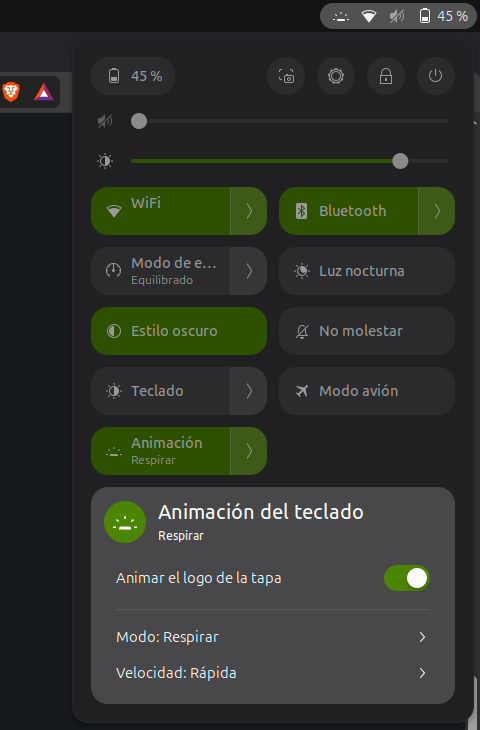 45 %
45 %
WiFi
Bluetooth
Modo de e...
Equilibrado
Luz nocturna
Estilo oscuro
No molestar
Teclado
Modo avión
Animación
Respirar
Animación del teclado
Respirar
Animar el logo de la tapa
Modo: Respirar
Velocidad: Rápida